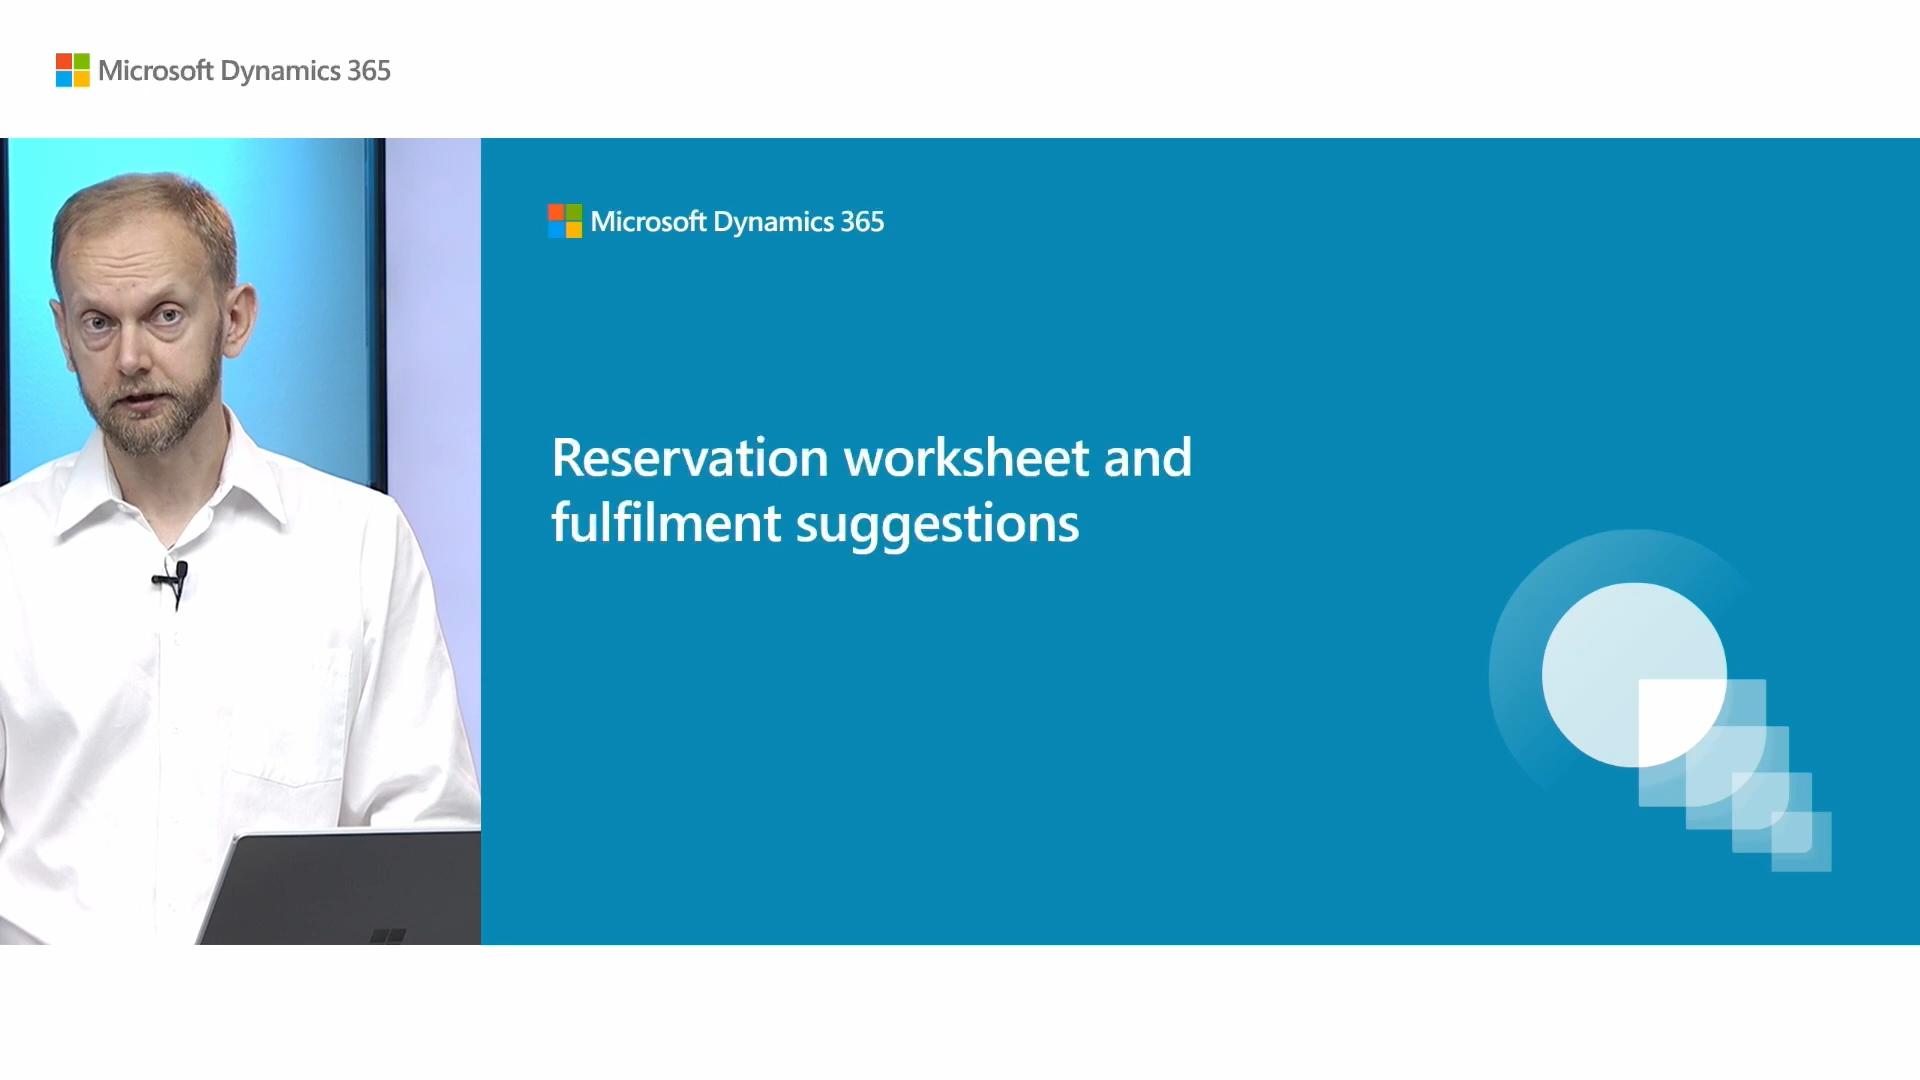 Microsoft Dynamics 365
Microsoft Dynamics 365
Reservation worksheet and
fulfilment suggestions